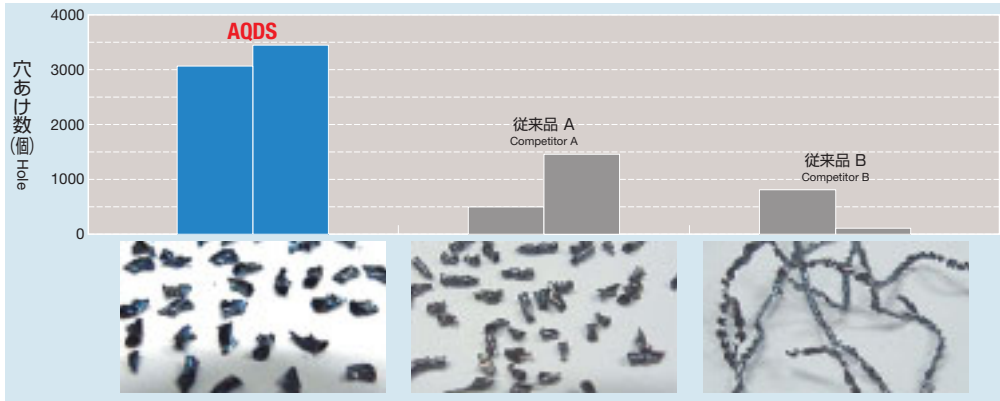 4000
3000
2000
1000
0
穴あけ数(個)
Hole
AQDS
従来品 A
Competitor A
従来品 B
Competitor B